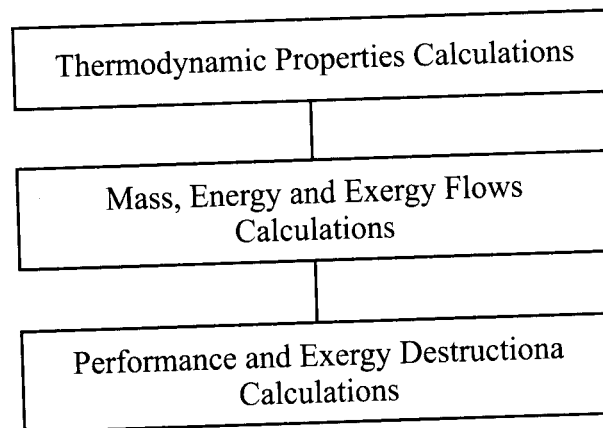 Thermodynamic Properties Calculations
Mass, Energy and Exergy Flows
Calculations
Performance and Exergy Destructiona
Calculations